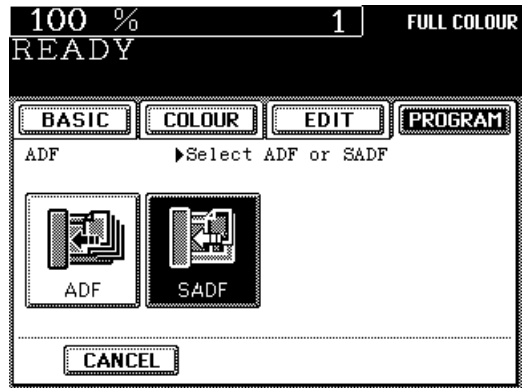 100 % 1 FULL COLOUR
READY
BASIC COLOUR EDIT PROGRAM
ADF ▶Select ADF or SADF
ADF SADF
CANCEL